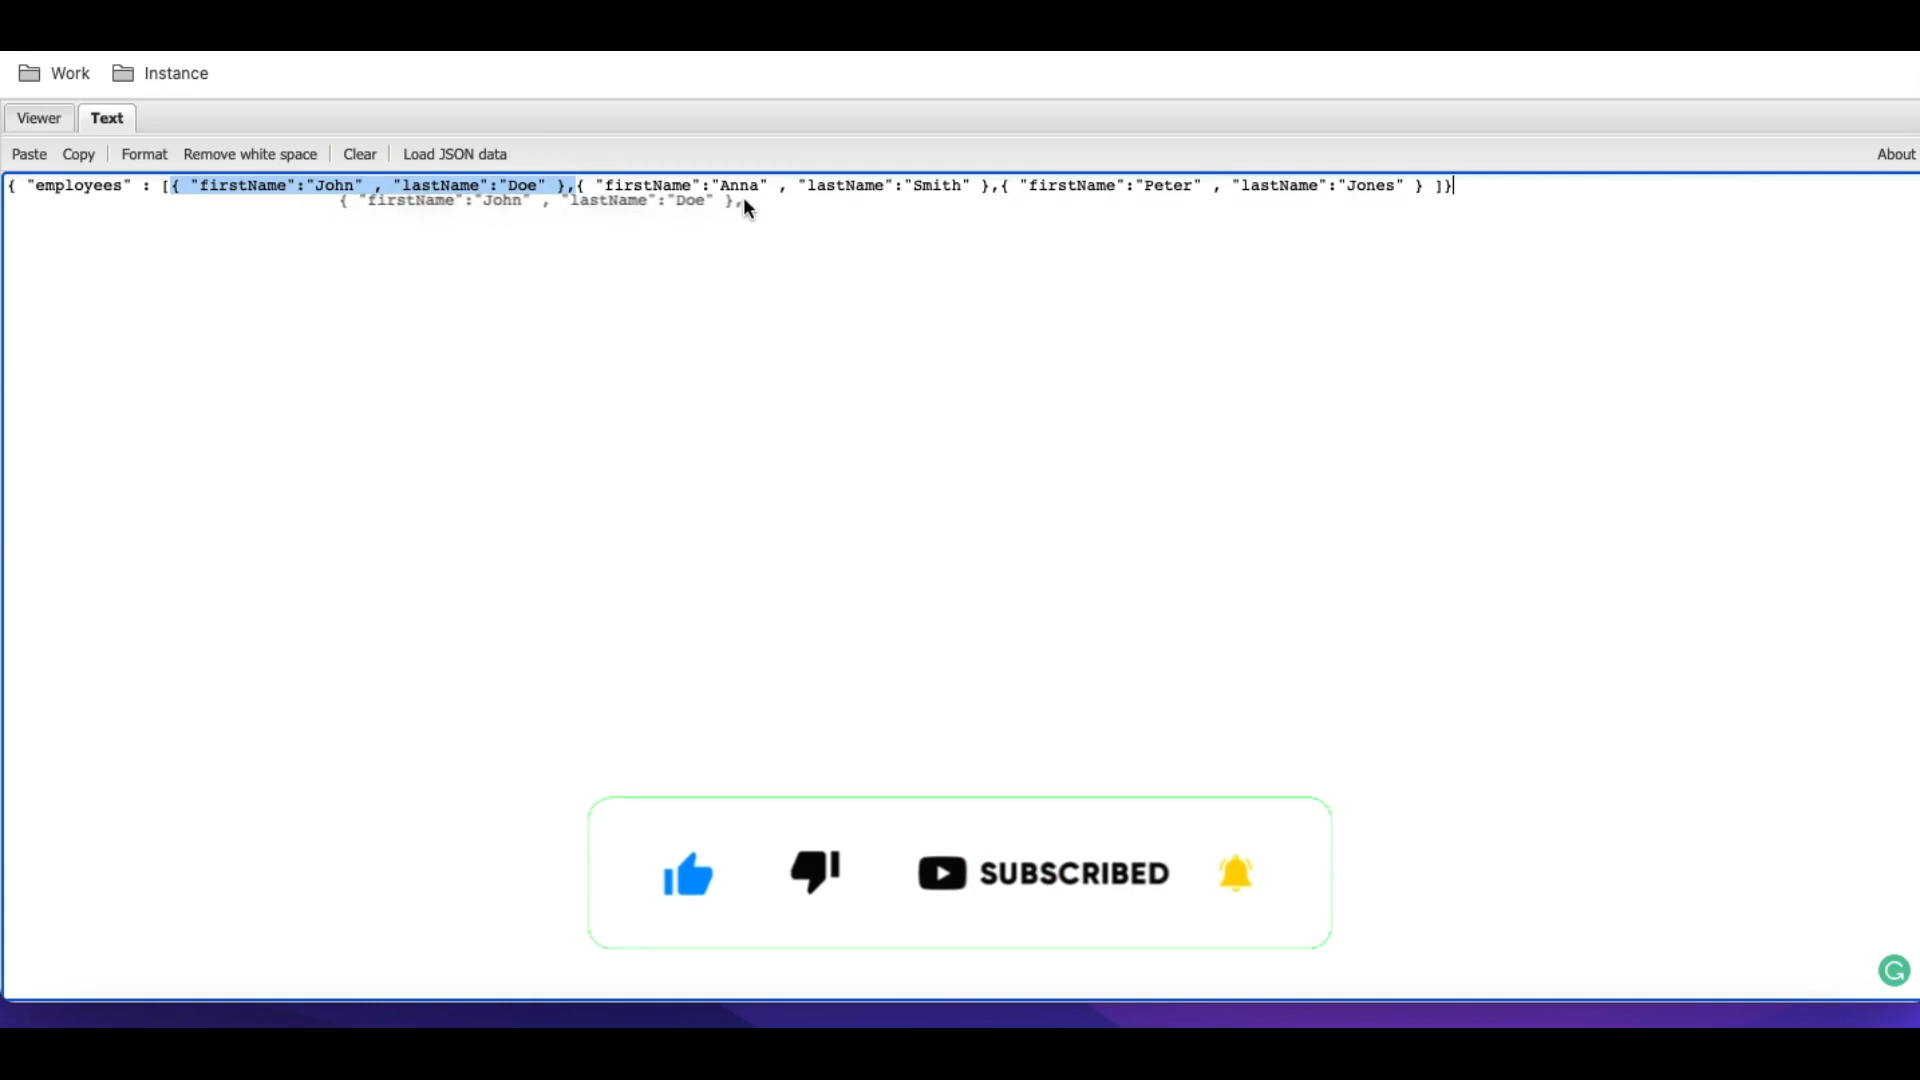 Work Instance
Viewer Text
Paste Copy Format Remove white space Clear Load JSON data About
{ "employees" : [{ "firstName":"John" , "lastName":"Doe" },{ "firstName":"Anna" , "lastName":"Smith" },{ "firstName":"Peter" , "lastName":"Jones" } ]}
{ "firstName":"John" , "lastName":"Doe" },
SUBSCRIBED